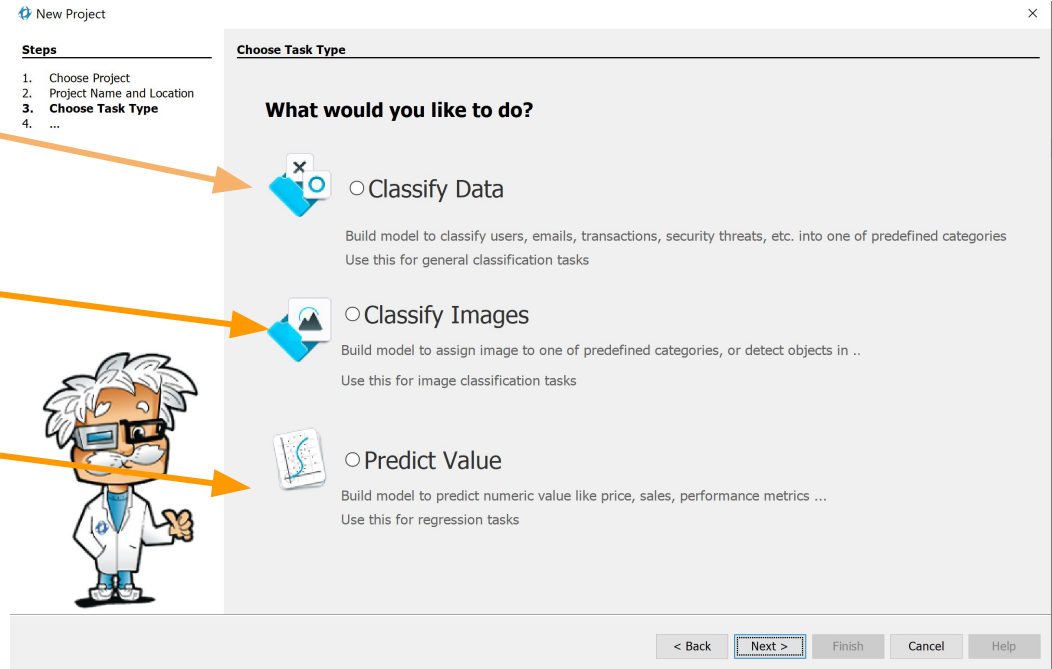 New Project
Steps
1. Choose Project
2. Project Name and Location
3. Choose Task Type
4. ...
Choose Task Type
What would you like to do?
Classify Data
Build model to classify users, emails, transactions, security threats, etc. into one of predefined categories
Use this for general classification tasks
Classify Images
Build model to assign image to one of predefined categories, or detect objects in ..
Use this for image classification tasks
Predict Value
Build model to predict numeric value like price, sales, performance metrics ...
Use this for regression tasks
< Back Next > Finish Cancel Help